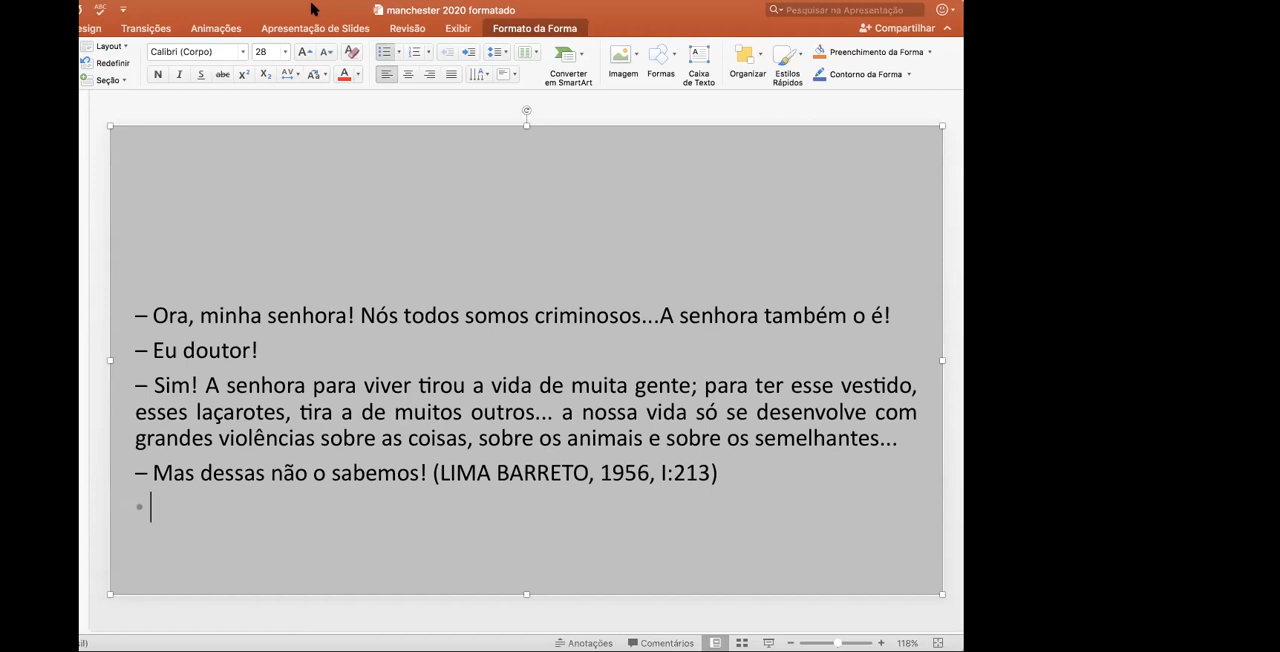 manchester 2020 formatado
Pesquisar na Apresentação
esign Transições Animações Apresentação de Slides Revisão Exibir Formato da Forma Compartilhar
Layout
Redefinir
Seção
Calibri (Corpo) 28
N I S abc X² X₂ AV Aa A
Converter
em SmartArt
Imagem Formas
Caixa
de Texto
Organizar
Estilos
Rápidos
Preenchimento da Forma
Contorno da Forma
– Ora, minha senhora! Nós todos somos criminosos...A senhora também o é!
– Eu doutor!
– Sim! A senhora para viver tirou a vida de muita gente; para ter esse vestido,
esses laçarotes, tira a de muitos outros... a nossa vida só se desenvolve com
grandes violências sobre as coisas, sobre os animais e sobre os semelhantes...
– Mas dessas não o sabemos! (LIMA BARRETO, 1956, I:213)
Anotações Comentários 118%